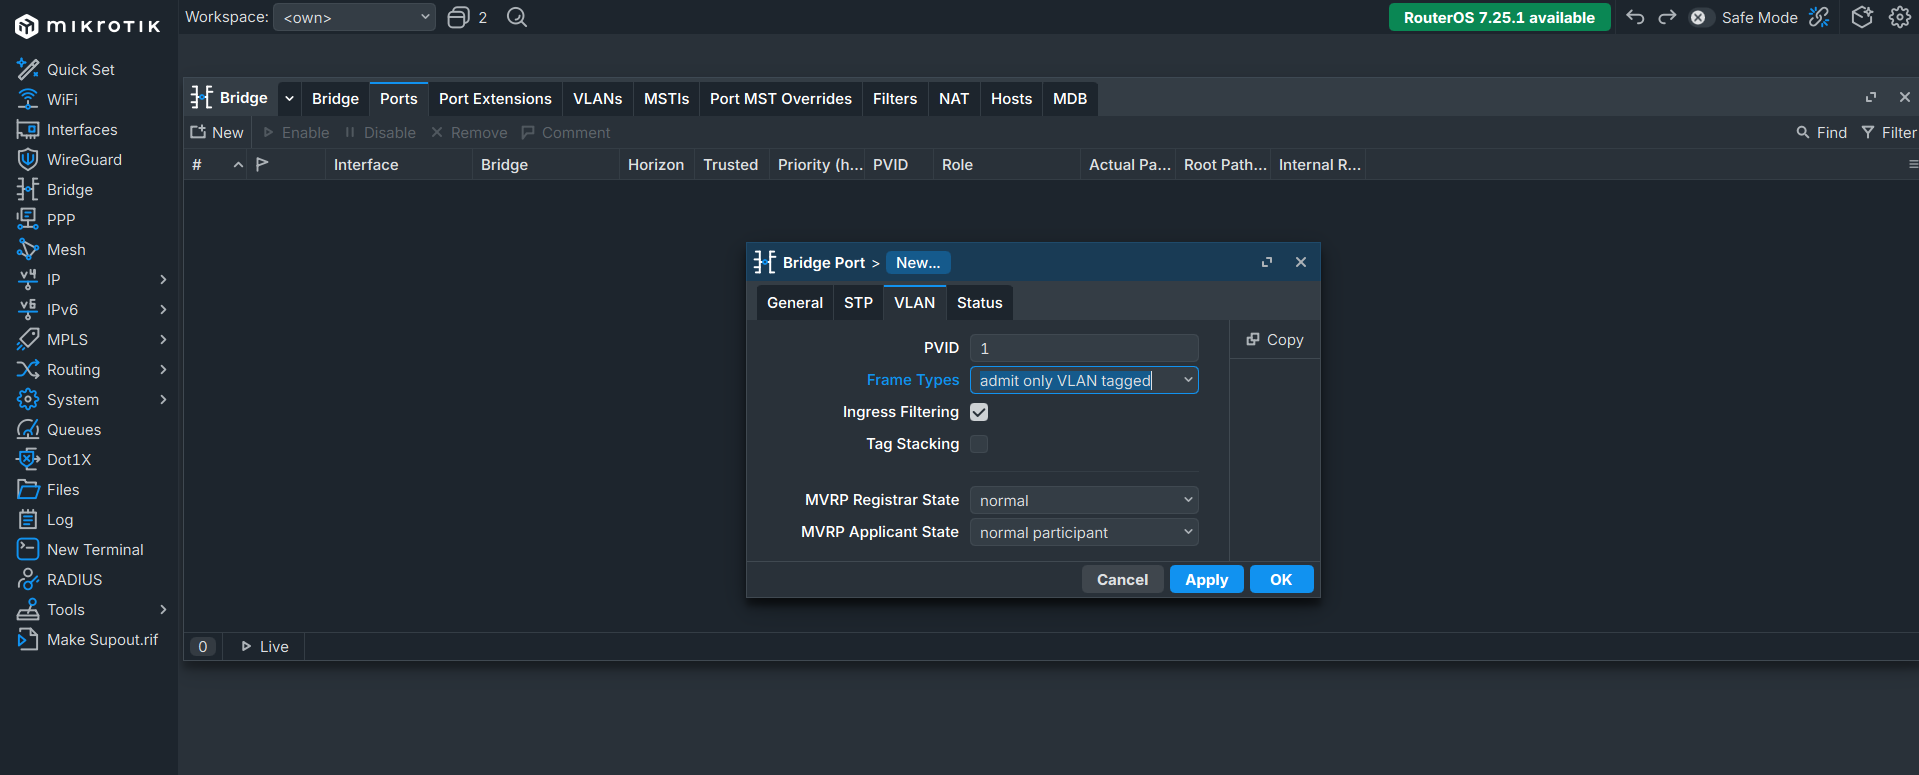 mikrotik
Workspace: <own> 2 RouterOS 7.25.1 available Safe Mode
Quick Set
WiFi
Interfaces
WireGuard
Bridge
PPP
Mesh
IP
IPv6
MPLS
Routing
System
Queues
Dot1X
Files
Log
New Terminal
RADIUS
Tools
Make Supout.rif
Bridge Bridge Ports Port Extensions VLANs MSTIs Port MST Overrides Filters NAT Hosts MDB
New Enable Disable Remove Comment Find Filter
# Interface Bridge Horizon Trusted Priority (h... PVID Role Actual Pa... Root Path... Internal R...
Bridge Port > New...
General STP VLAN Status
PVID 1
Copy
Frame Types admit only VLAN tagged
Ingress Filtering
Tag Stacking
MVRP Registrar State normal
MVRP Applicant State normal participant
Cancel Apply OK
0 Live